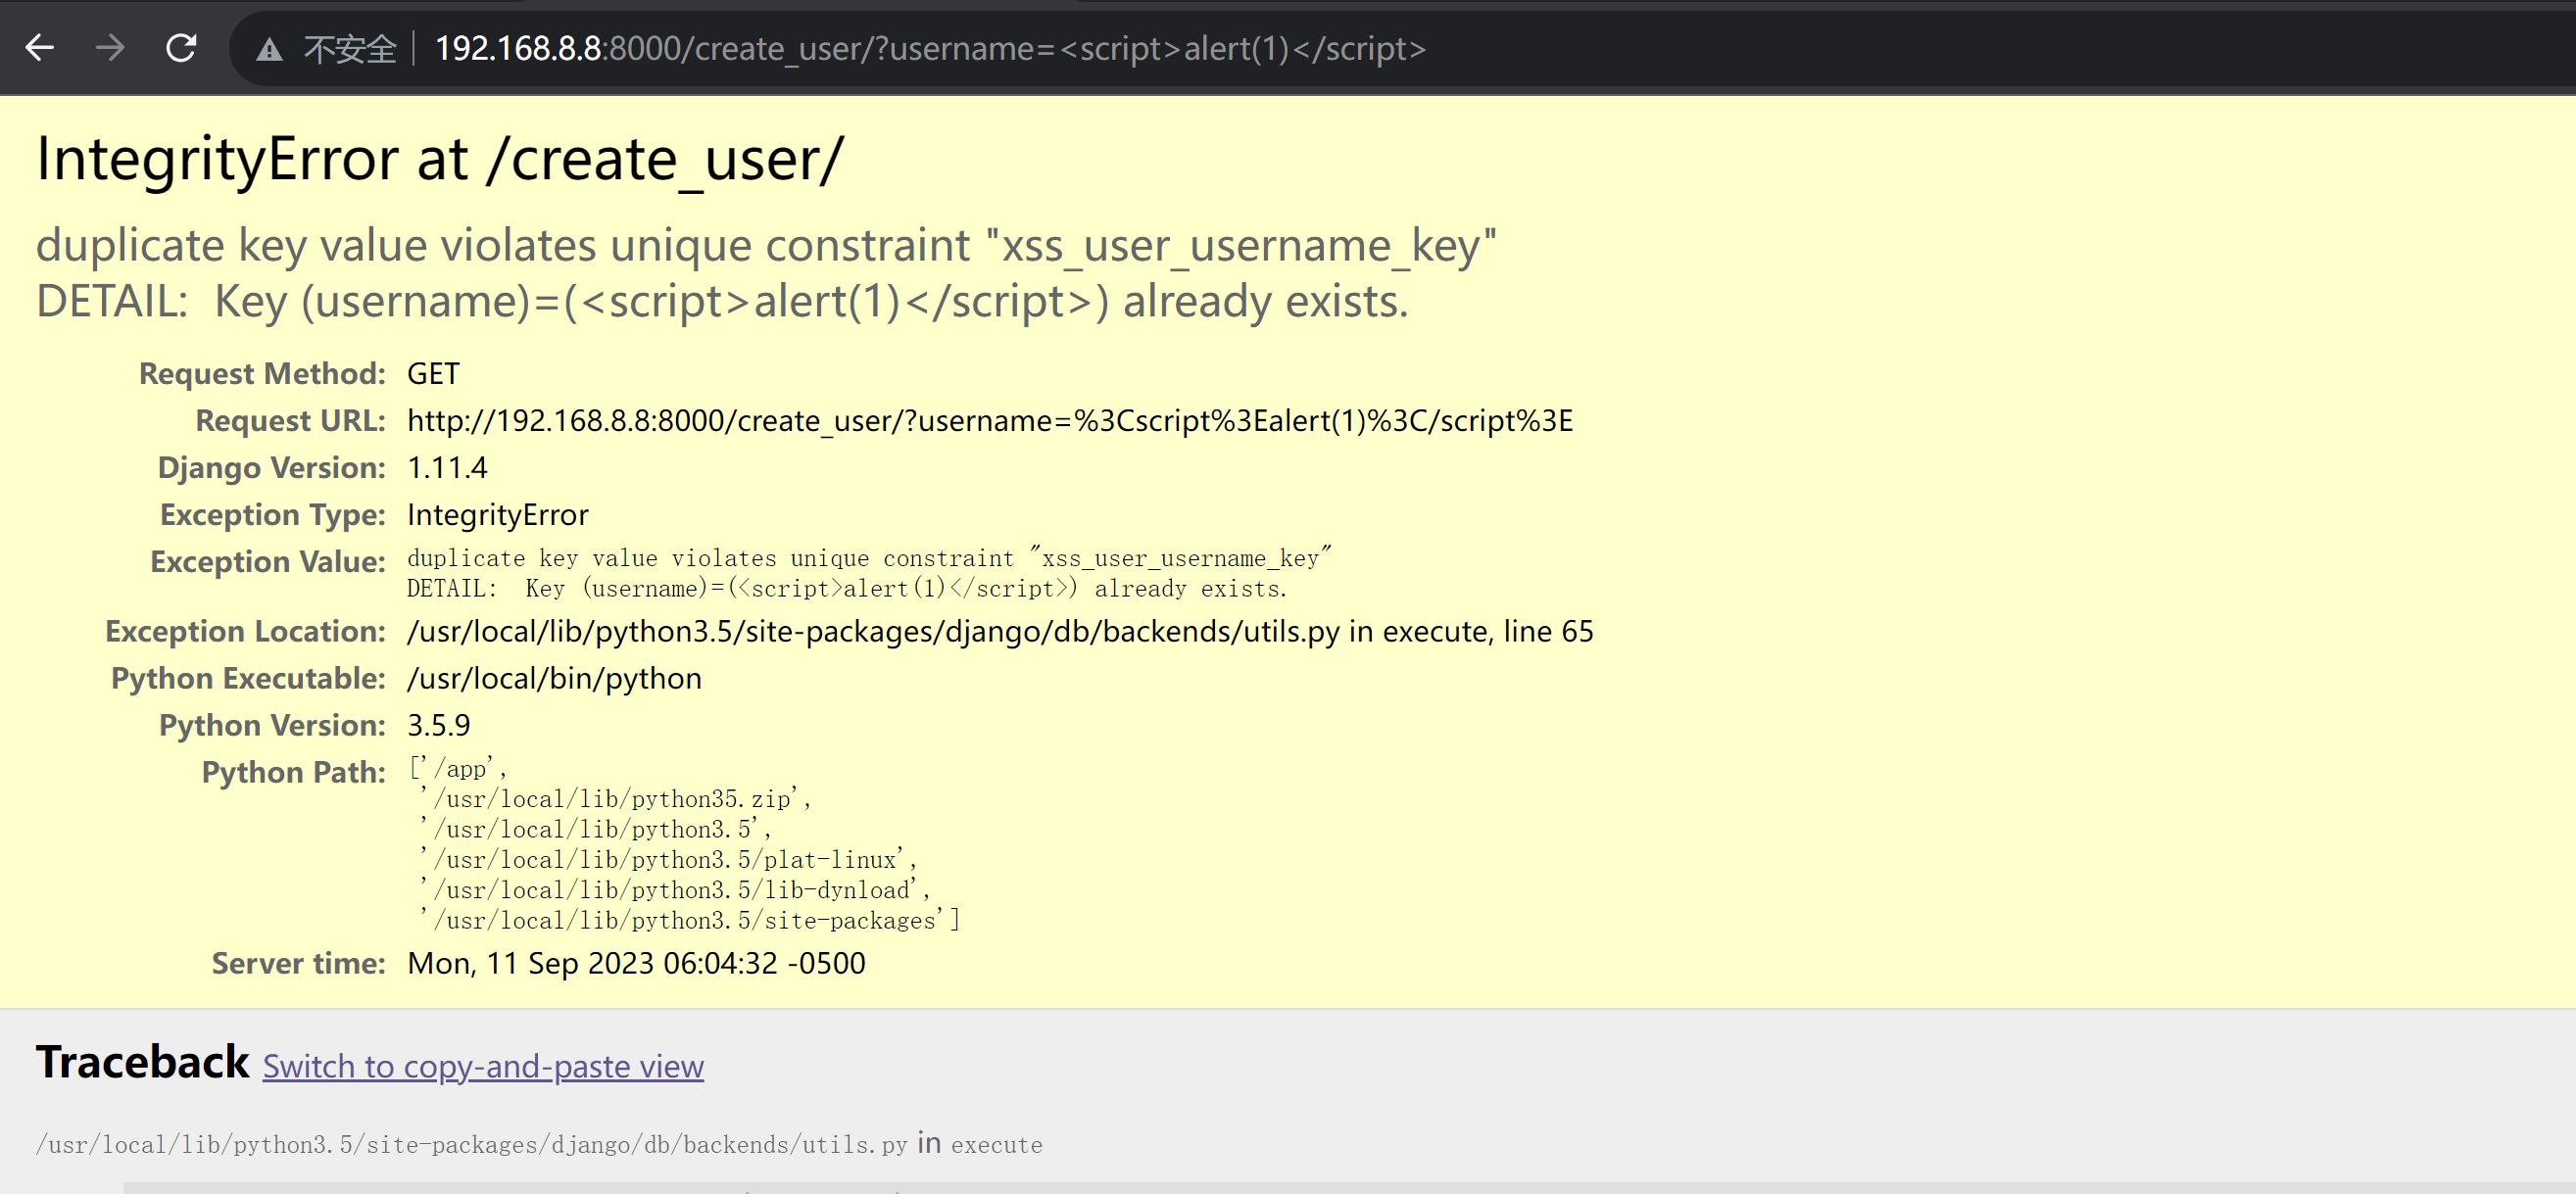 不安全 | 192.168.8.8:8000/create_user/?username=<script>alert(1)</script>
IntegrityError at /create_user/
duplicate key value violates unique constraint "xss_user_username_key"
DETAIL:  Key (username)=(<script>alert(1)</script>) already exists.
Request Method: GET
Request URL: http://192.168.8.8:8000/create_user/?username=%3Cscript%3Ealert(1)%3C/script%3E
Django Version: 1.11.4
Exception Type: IntegrityError
Exception Value: duplicate key value violates unique constraint "xss_user_username_key"
DETAIL:  Key (username)=(<script>alert(1)</script>) already exists.
Exception Location: /usr/local/lib/python3.5/site-packages/django/db/backends/utils.py in execute, line 65
Python Executable: /usr/local/bin/python
Python Version: 3.5.9
Python Path: ['/app',
'/usr/local/lib/python35.zip',
'/usr/local/lib/python3.5',
'/usr/local/lib/python3.5/plat-linux',
'/usr/local/lib/python3.5/lib-dynload',
'/usr/local/lib/python3.5/site-packages']
Server time: Mon, 11 Sep 2023 06:04:32 -0500
Traceback Switch to copy-and-paste view
/usr/local/lib/python3.5/site-packages/django/db/backends/utils.py in execute